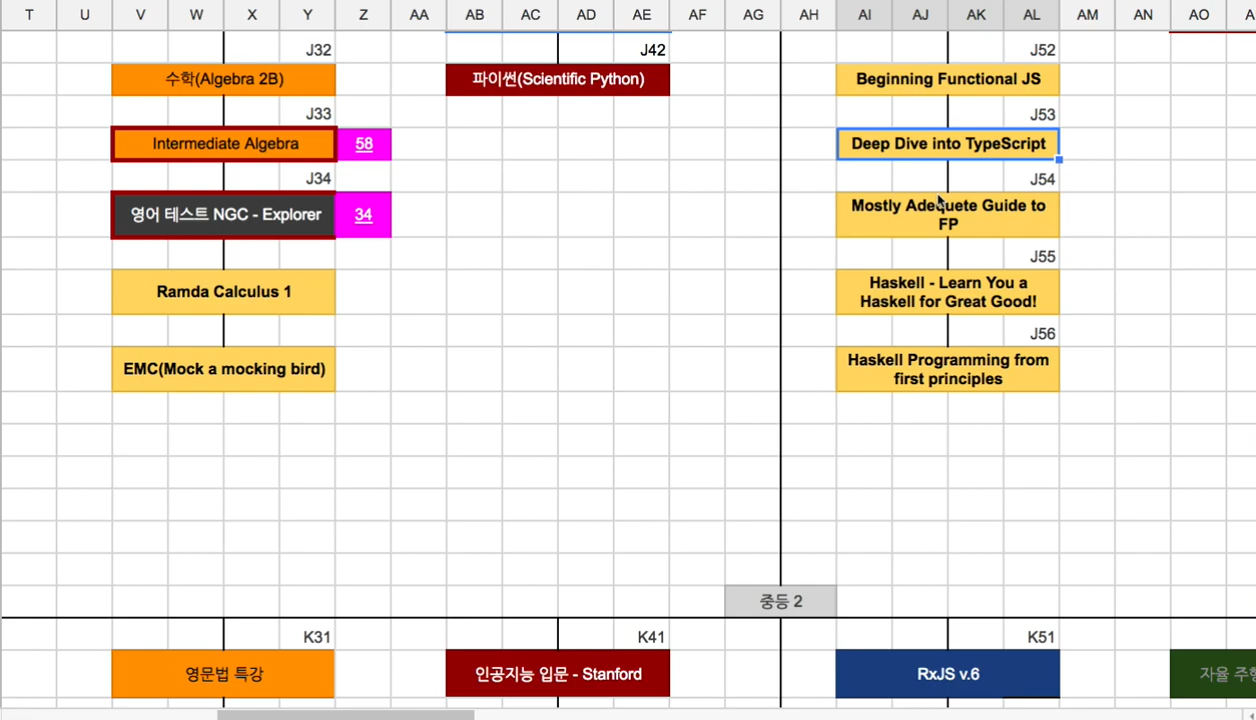 T U V W X Y Z AA AB AC AD AE AF AG AH AI AJ AK AL AM AN AO
J32 J42 J52
수학(Algebra 2B) 파이썬(Scientific Python) Beginning Functional JS
J33 J53
Intermediate Algebra 58 Deep Dive into TypeScript
J34 J54
영어 테스트 NGC - Explorer 34 Mostly Adequete Guide to
FP
J55
Ramda Calculus 1 Haskell - Learn You a
Haskell for Great Good!
J56
EMC(Mock a mocking bird) Haskell Programming from
first principles
중등 2
K31 K41 K51
영문법 특강 인공지능 입문 - Stanford RxJS v.6 자율